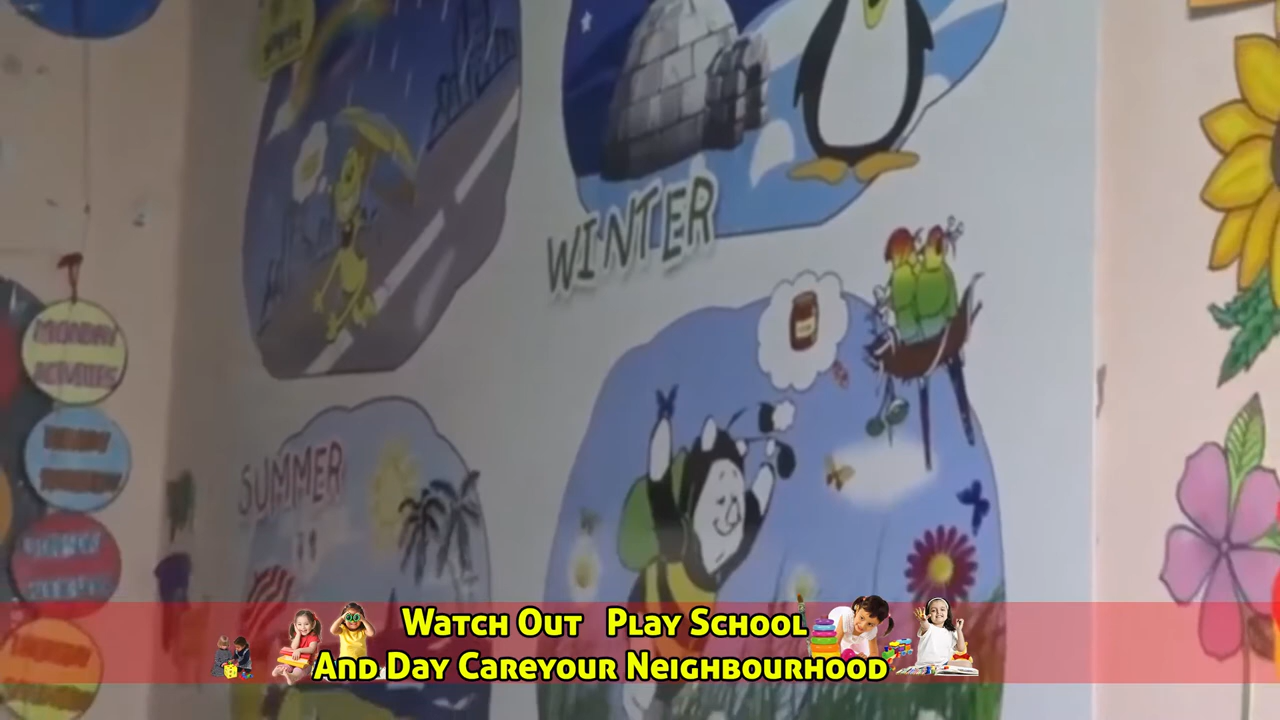 WINTER
SUMMER
MONDAY
ACTIVITIES
Watch Out Play School
And Day Careyour Neighbourhood